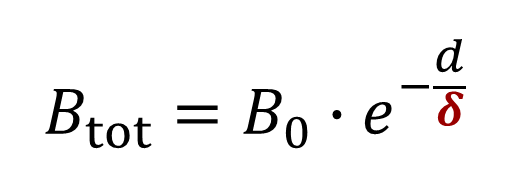 B_tot = B_0 · e^{-d/δ}